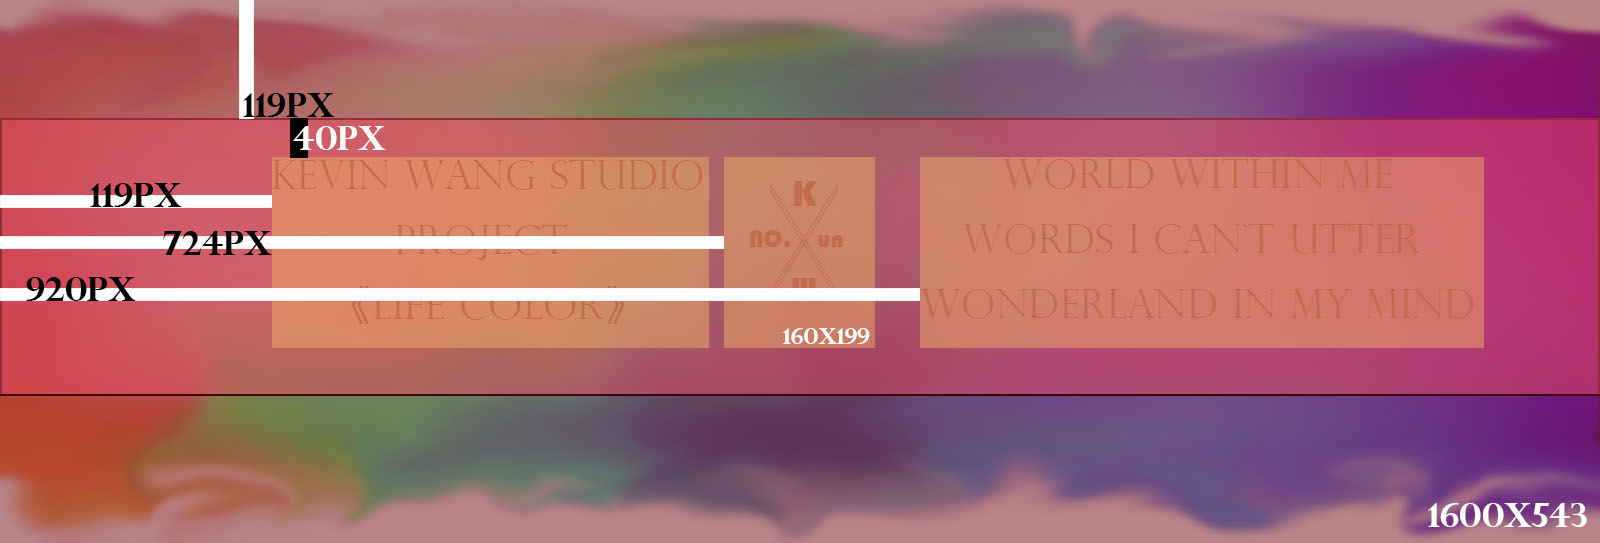 119PX
40PX
KEVIN WANG STUDIO
119PX
PROJECT
724PX
《LIFE COLOR》
920PX
K
NO. UN
W
160X199
WORLD WITHIN ME
WORDS I CAN'T UTTER
WONDERLAND IN MY MIND
1600X543